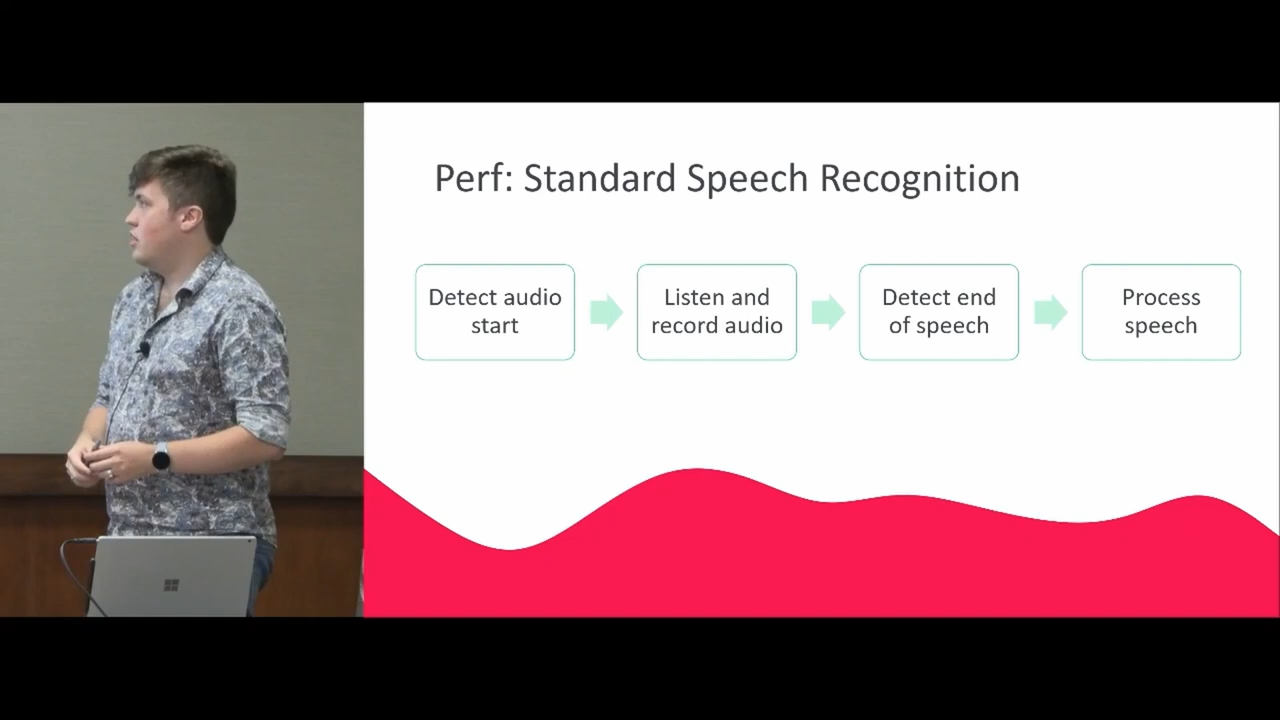 Perf: Standard Speech Recognition
Detect audio
start
Listen and
record audio
Detect end
of speech
Process
speech